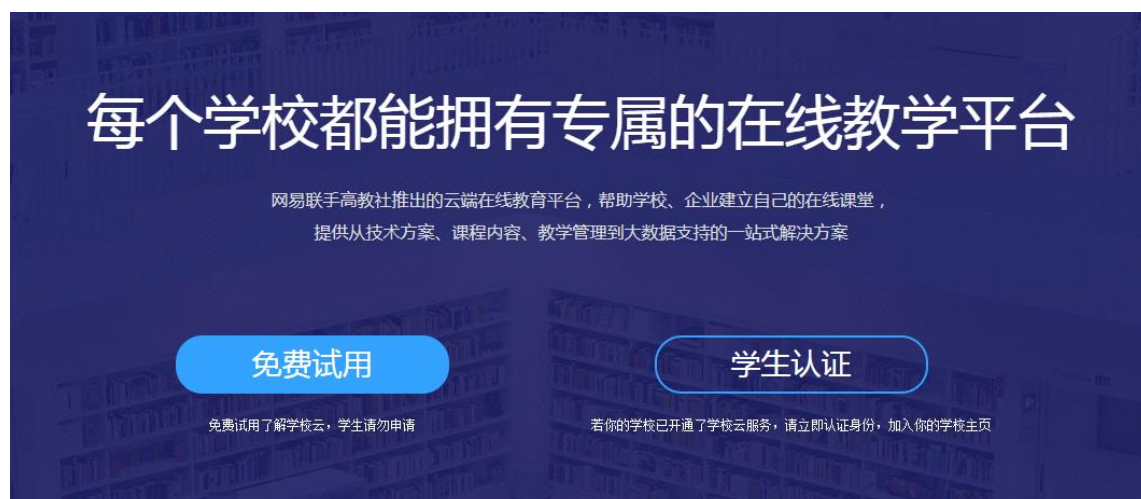 每个学校都能拥有专属的在线教学平台
网易联手高教社推出的云端在线教育平台，帮助学校、企业建立自己的在线课堂，
提供从技术方案、课程内容、教学管理到大数据支持的一站式解决方案
免费试用
学生认证
免费试用了解学校云，学生请勿申请
若你的学校已开通了学校云服务，请立即认证身份，加入你的学校主页